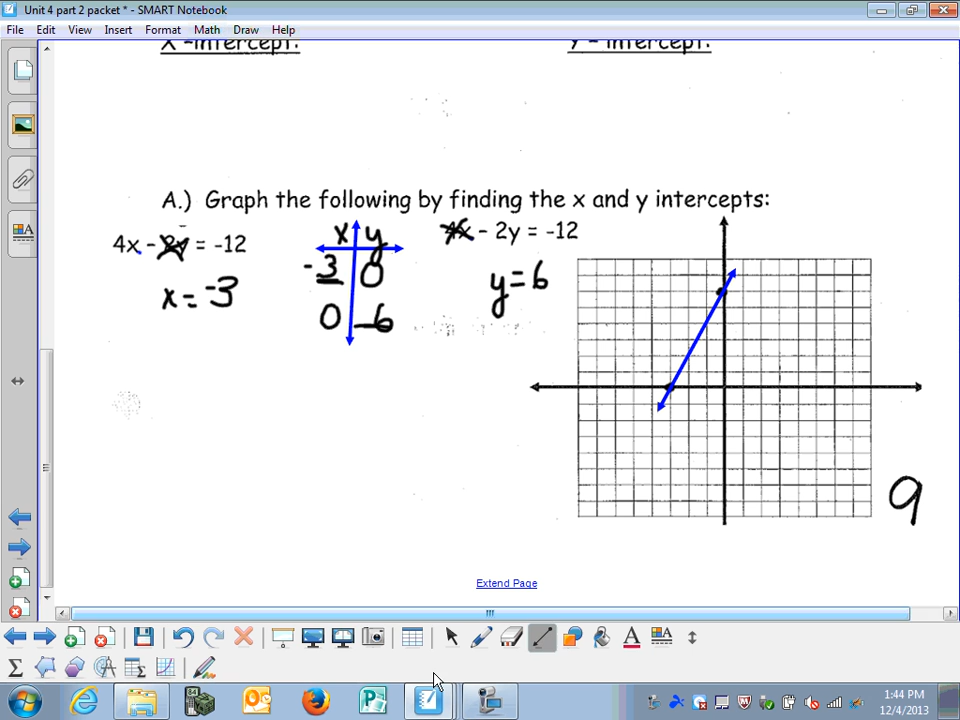 Unit 4 part 2 packet * - SMART Notebook
File Edit View Insert Format Math Draw Help
X -intercept: Y - intercept:
A.) Graph the following by finding the x and y intercepts:
4x - 2y = -12
x = -3
x y
-3 0
0 6
4x - 2y = -12
y = 6
9
Extend Page
1:44 PM
12/4/2013